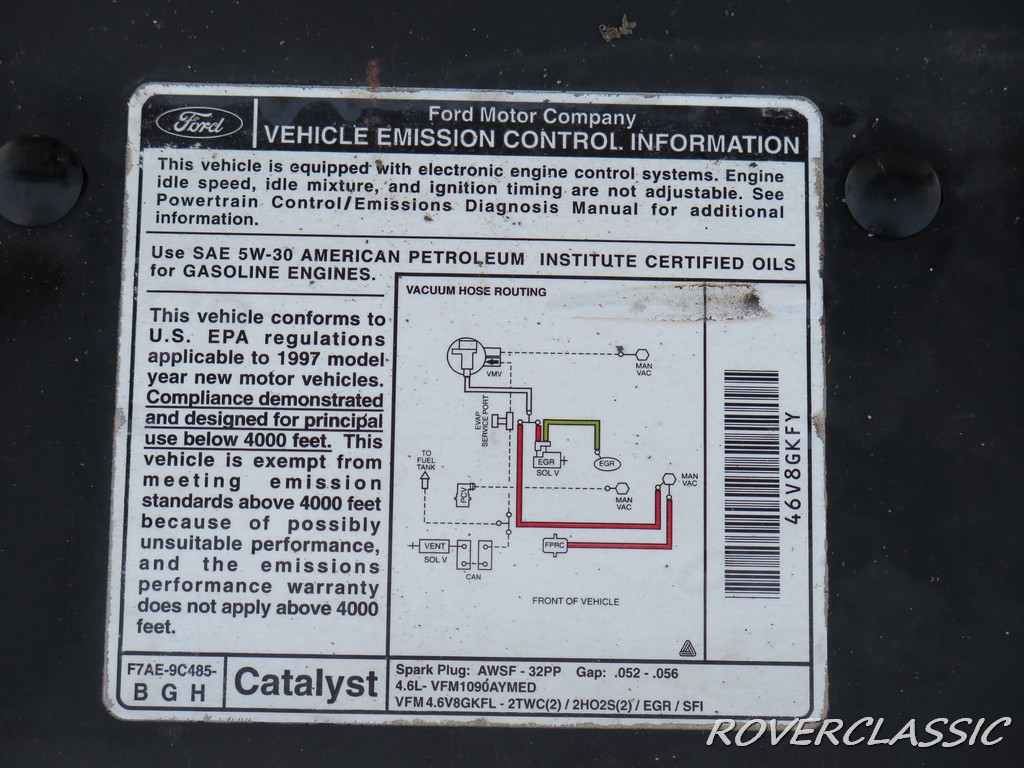 Ford
Ford Motor Company
VEHICLE EMISSION CONTROL INFORMATION
This vehicle is equipped with electronic engine control systems. Engine
idle speed, idle mixture, and ignition timing are not adjustable. See
Powertrain Control/Emissions Diagnosis Manual for additional
information.
Use SAE 5W-30 AMERICAN PETROLEUM INSTITUTE CERTIFIED OILS
for GASOLINE ENGINES.
This vehicle conforms to
U.S. EPA regulations
applicable to 1997 model
year new motor vehicles.
Compliance demonstrated
and designed for principal
use below 4000 feet. This
vehicle is exempt from
meeting emission
standards above 4000 feet
because of possibly
unsuitable performance,
and the emissions
performance warranty
does not apply above 4000
feet.
VACUUM HOSE ROUTING
VMV
MAN
VAC
EVAP
SERVICE PORT
TO
FUEL
TANK
EGR
SOL V
EGR
PCV
MAN
VAC
MAN
VAC
VENT
SOL V
CAN
FPRC
FRONT OF VEHICLE
46V8GKFY
F7AE-9C485-
B G H
Catalyst
Spark Plug: AWSF - 32PP Gap: .052 - .056
4.6L- VFM1090AYMED
VFM 4.6V8GKFL - 2TWC(2) / 2HO2S(2) / EGR / SFI
ROVERCLASSIC